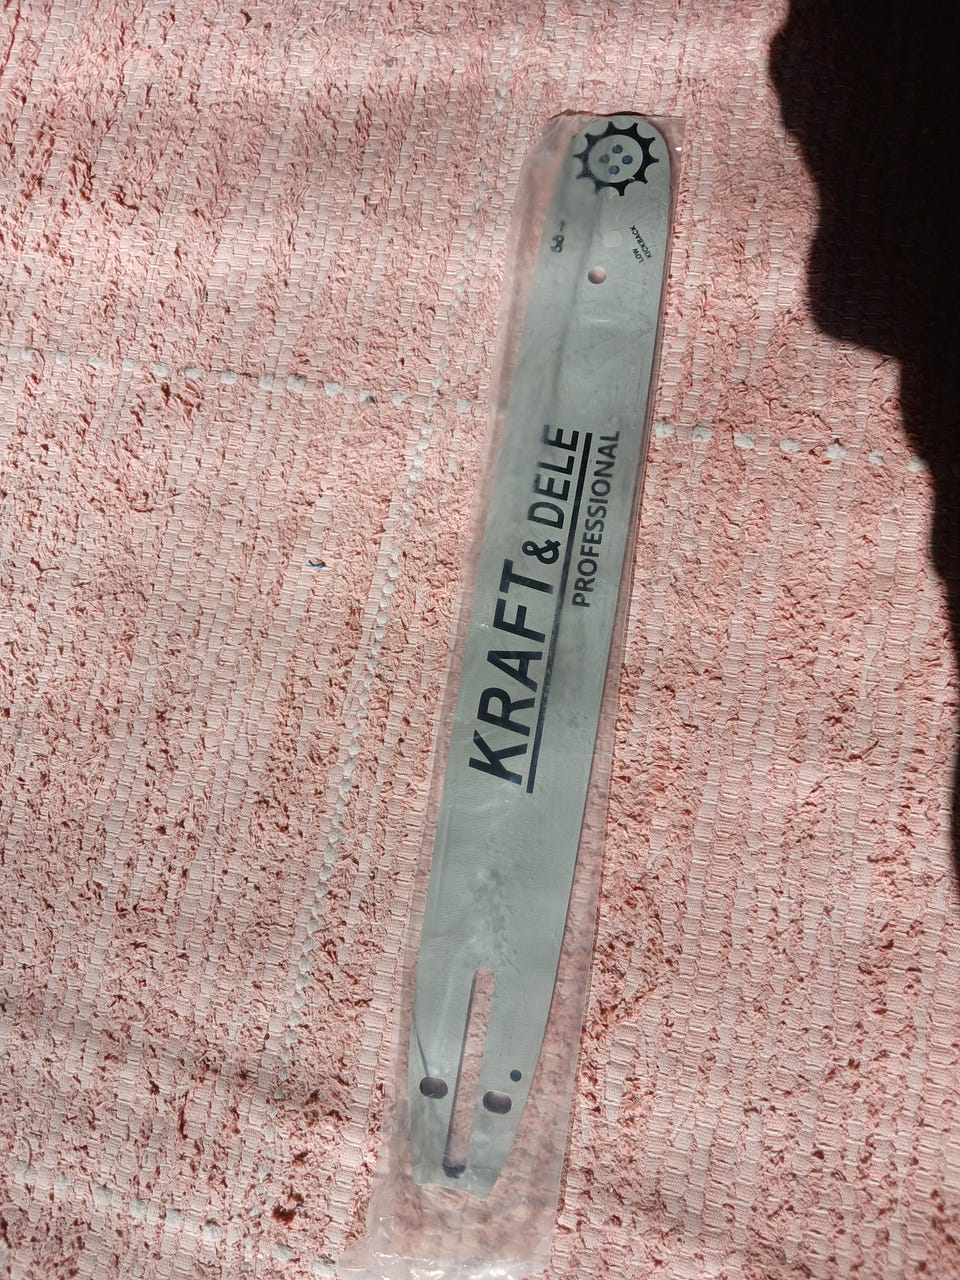 KRAFT & DELE
PROFESSIONAL
LOW
KICKBACK